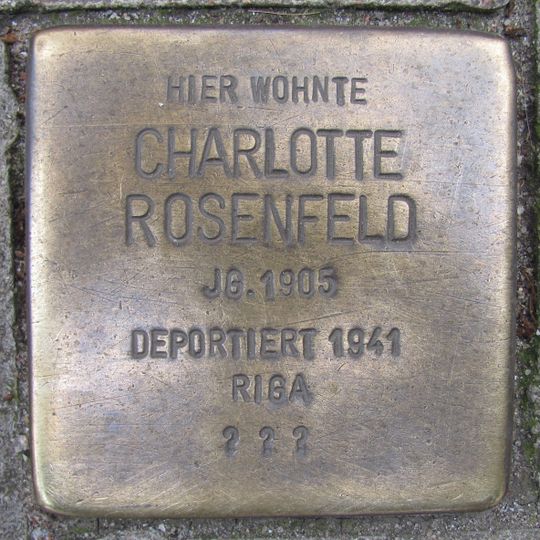 HIER WOHNTE
CHARLOTTE
ROSENFELD
JG. 1905
DEPORTIERT 1941
RIGA
? ? ?